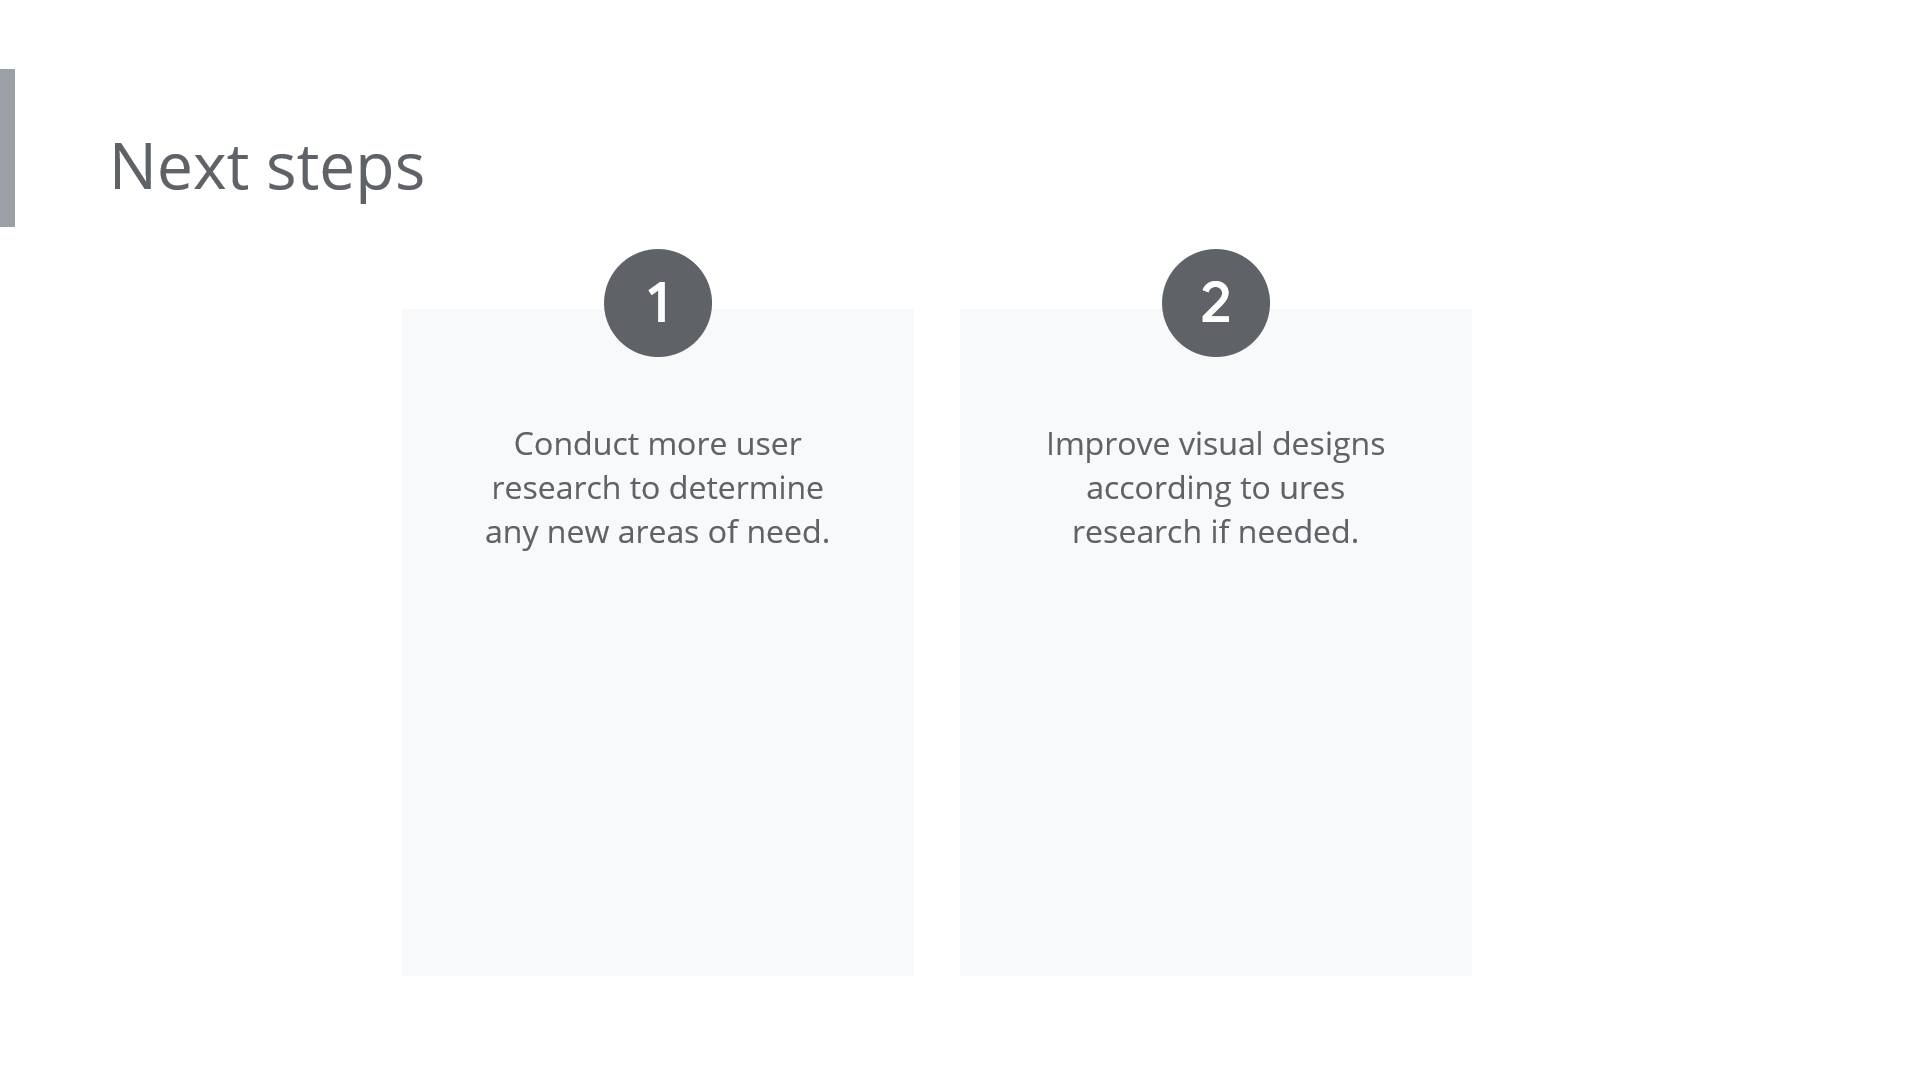 Next steps
1
Conduct more user
research to determine
any new areas of need.
2
Improve visual designs
according to ures
research if needed.